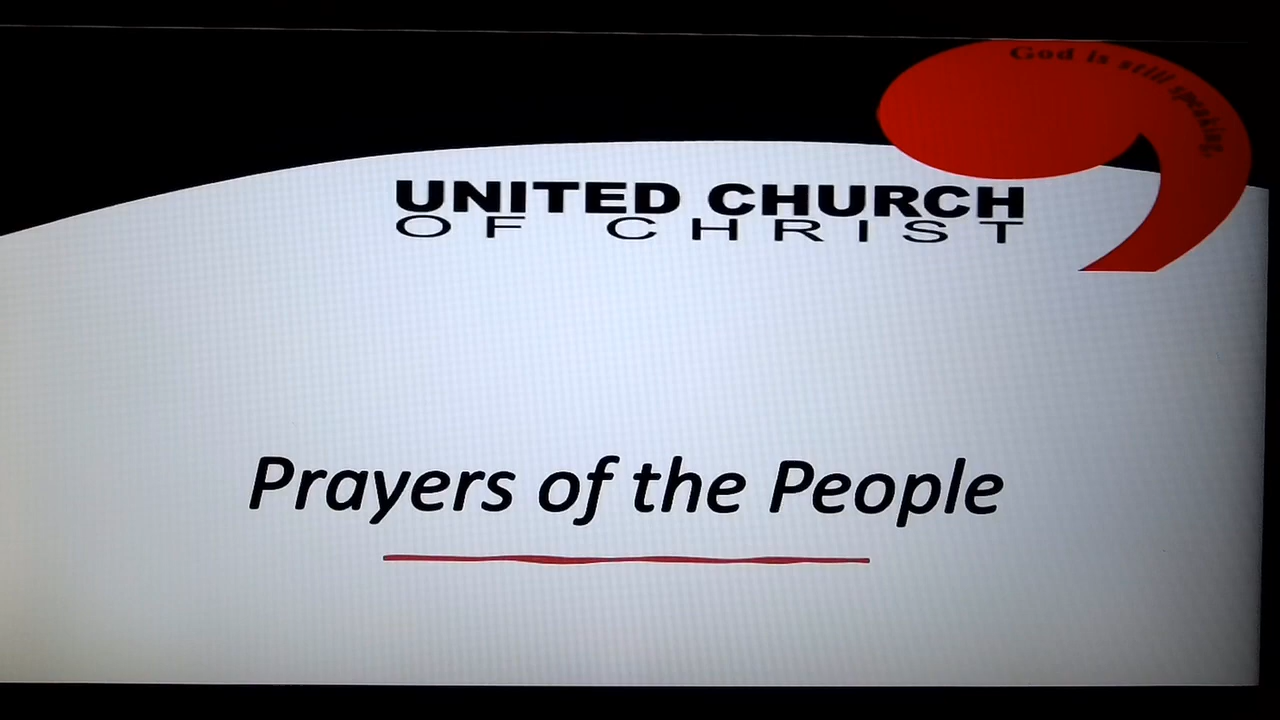 God is still speaking,
UNITED CHURCH
OF CHRIST
Prayers of the People